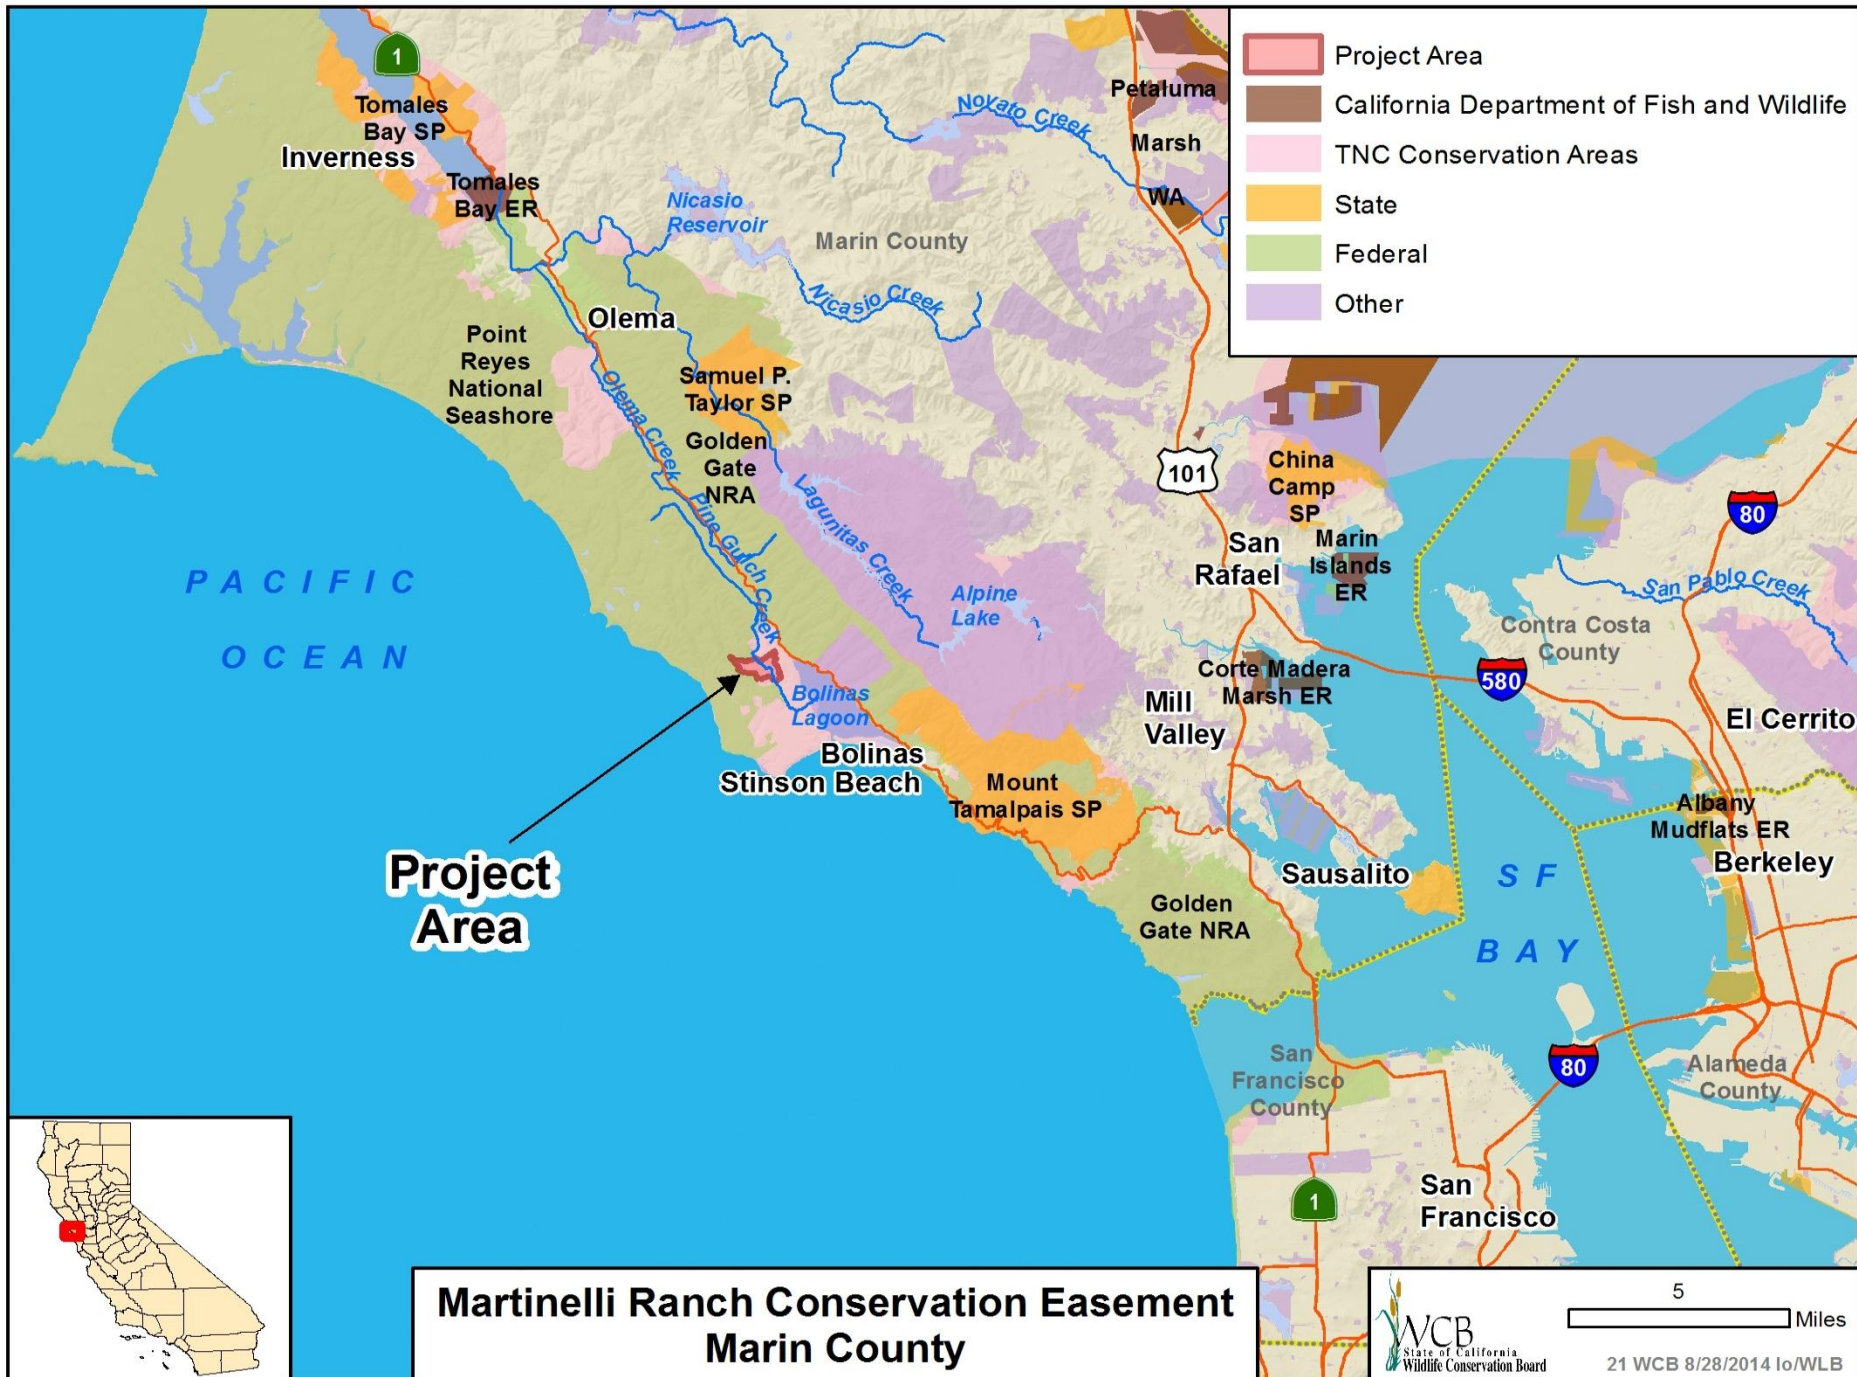 1
Tomales
Bay SP
Inverness
Tomales
Bay ER
Nicasio
Reservoir
Marin County
Novato Creek
Petaluma
Marsh
WA
Project Area
California Department of Fish and Wildlife
TNC Conservation Areas
State
Federal
Other
Nicasio Creek
Olema
Point
Reyes
National
Seashore
Olema Creek
Samuel P.
Taylor SP
Golden
Gate
NRA
Pine Gulch Creek
Lagunitas Creek
Alpine
Lake
101
China
Camp
SP
San
Rafael
Marin
Islands
ER
80
San Pablo Creek
Contra Costa
County
580
El Cerrito
PACIFIC
OCEAN
Bolinas
Lagoon
Bolinas
Stinson Beach
Corte Madera
Marsh ER
Mill
Valley
Mount
Tamalpais SP
Project
Area
Sausalito
Golden
Gate NRA
SF
BAY
Albany
Mudflats ER
Berkeley
San
Francisco
County
80
Alameda
County
1
San
Francisco
Martinelli Ranch Conservation Easement
Marin County
WCB
State of California
Wildlife Conservation Board
5
Miles
21 WCB 8/28/2014 lo/WLB